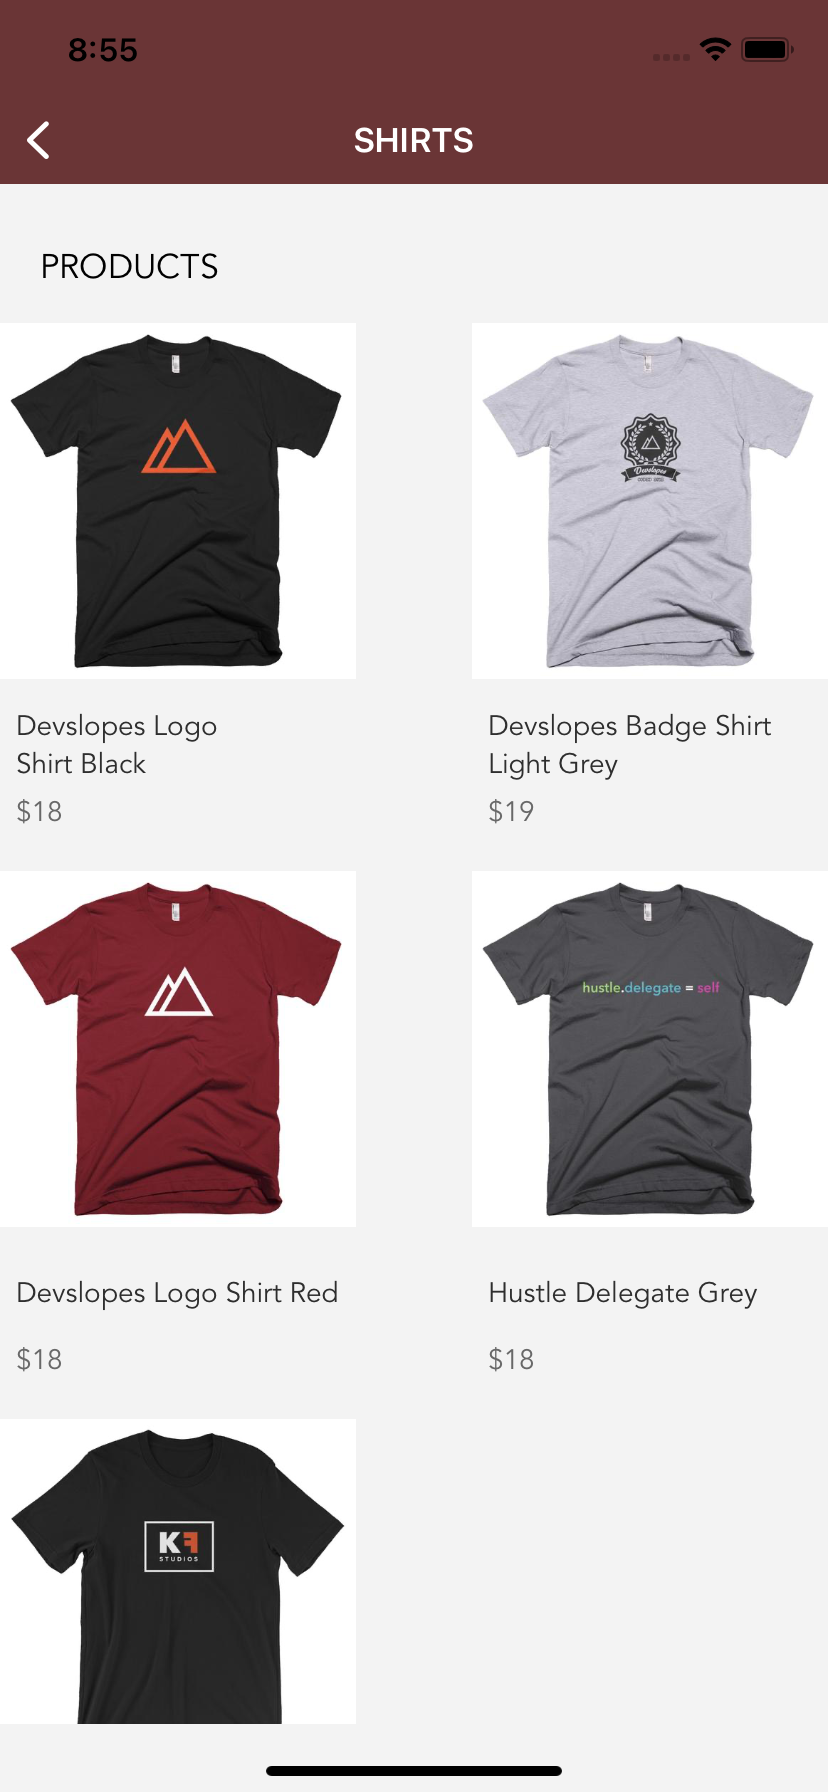 8:55
SHIRTS
PRODUCTS
Devslopes
Devslopes Logo
Shirt Black
$18
Devslopes Badge Shirt
Light Grey
$19
hustle.delegate = self
Devslopes Logo Shirt Red
$18
Hustle Delegate Grey
$18
KF
STUDIOS